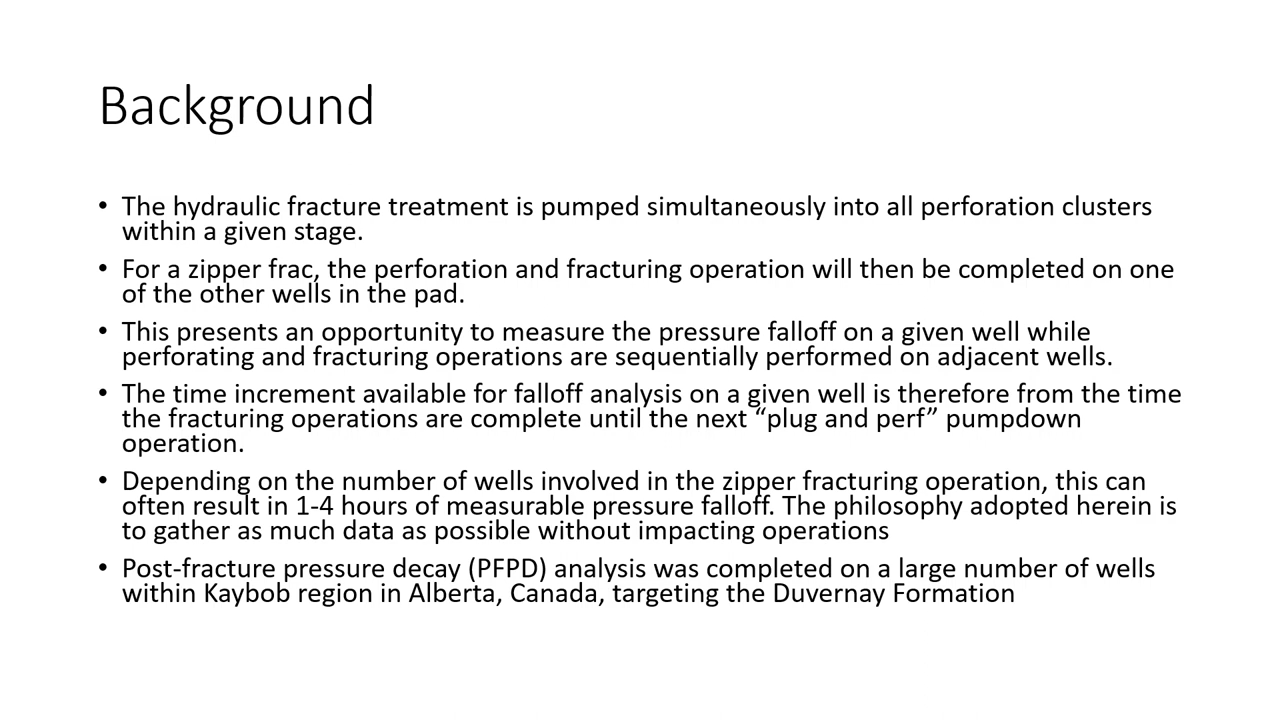 Background
• The hydraulic fracture treatment is pumped simultaneously into all perforation clusters
within a given stage.
• For a zipper frac, the perforation and fracturing operation will then be completed on one
of the other wells in the pad.
• This presents an opportunity to measure the pressure falloff on a given well while
perforating and fracturing operations are sequentially performed on adjacent wells.
• The time increment available for falloff analysis on a given well is therefore from the time
the fracturing operations are complete until the next “plug and perf” pumpdown
operation.
• Depending on the number of wells involved in the zipper fracturing operation, this can
often result in 1-4 hours of measurable pressure falloff. The philosophy adopted herein is
to gather as much data as possible without impacting operations
• Post-fracture pressure decay (PFPD) analysis was completed on a large number of wells
within Kaybob region in Alberta, Canada, targeting the Duvernay Formation